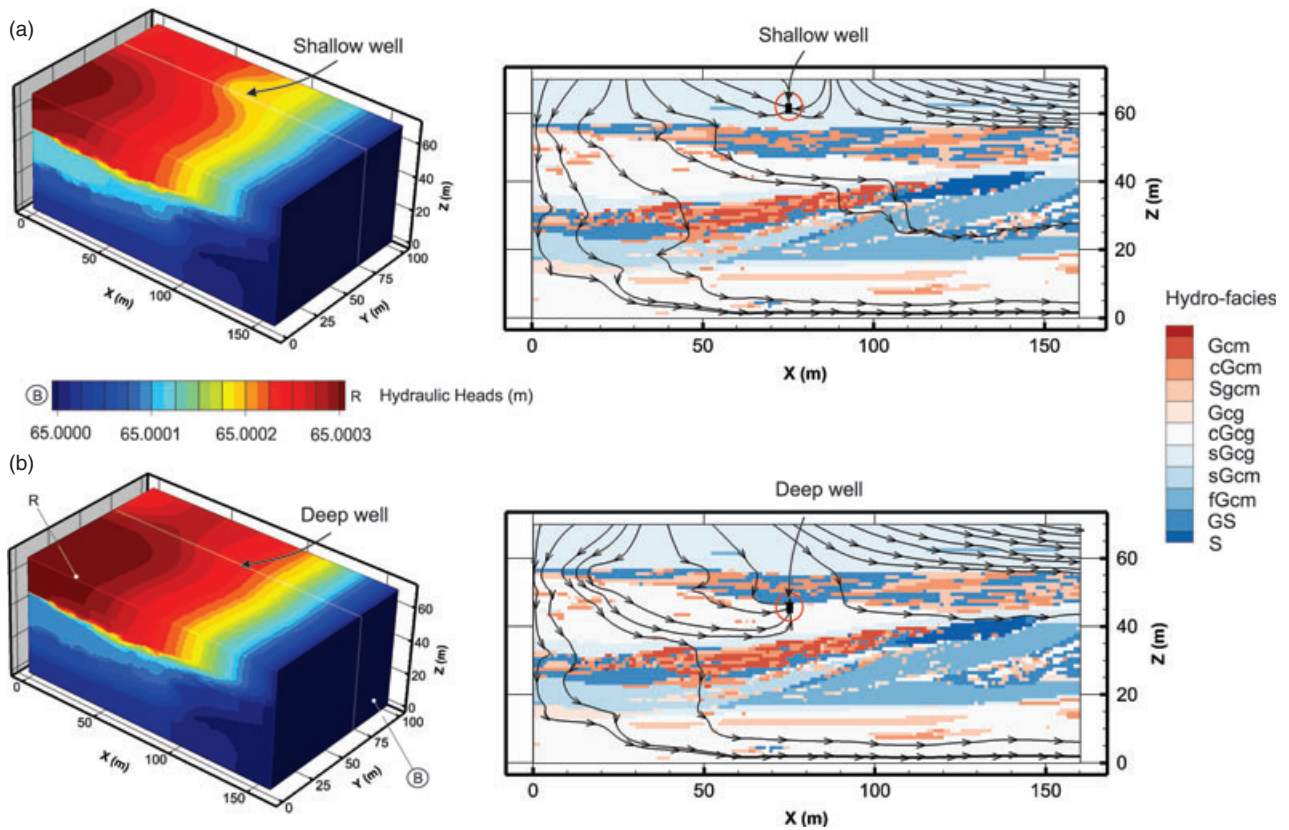 (a)
Shallow well
60
40
20
0
Z (m)
100
75
50
25
0
Y (m)
0
50
100
150
X (m)
Shallow well
60
40
20
0
Z (m)
0
50
100
150
X (m)
B
R
Hydraulic Heads (m)
65.0000
65.0001
65.0002
65.0003
Hydro-facies
Gcm
cGcm
Sgcm
Gcg
cGcg
sGcg
sGcm
fGcm
GS
S
(b)
R
Deep well
60
40
20
0
Z (m)
100
75
50
25
0
Y (m)
B
0
50
100
150
X (m)
Deep well
60
40
20
0
Z (m)
0
50
100
150
X (m)